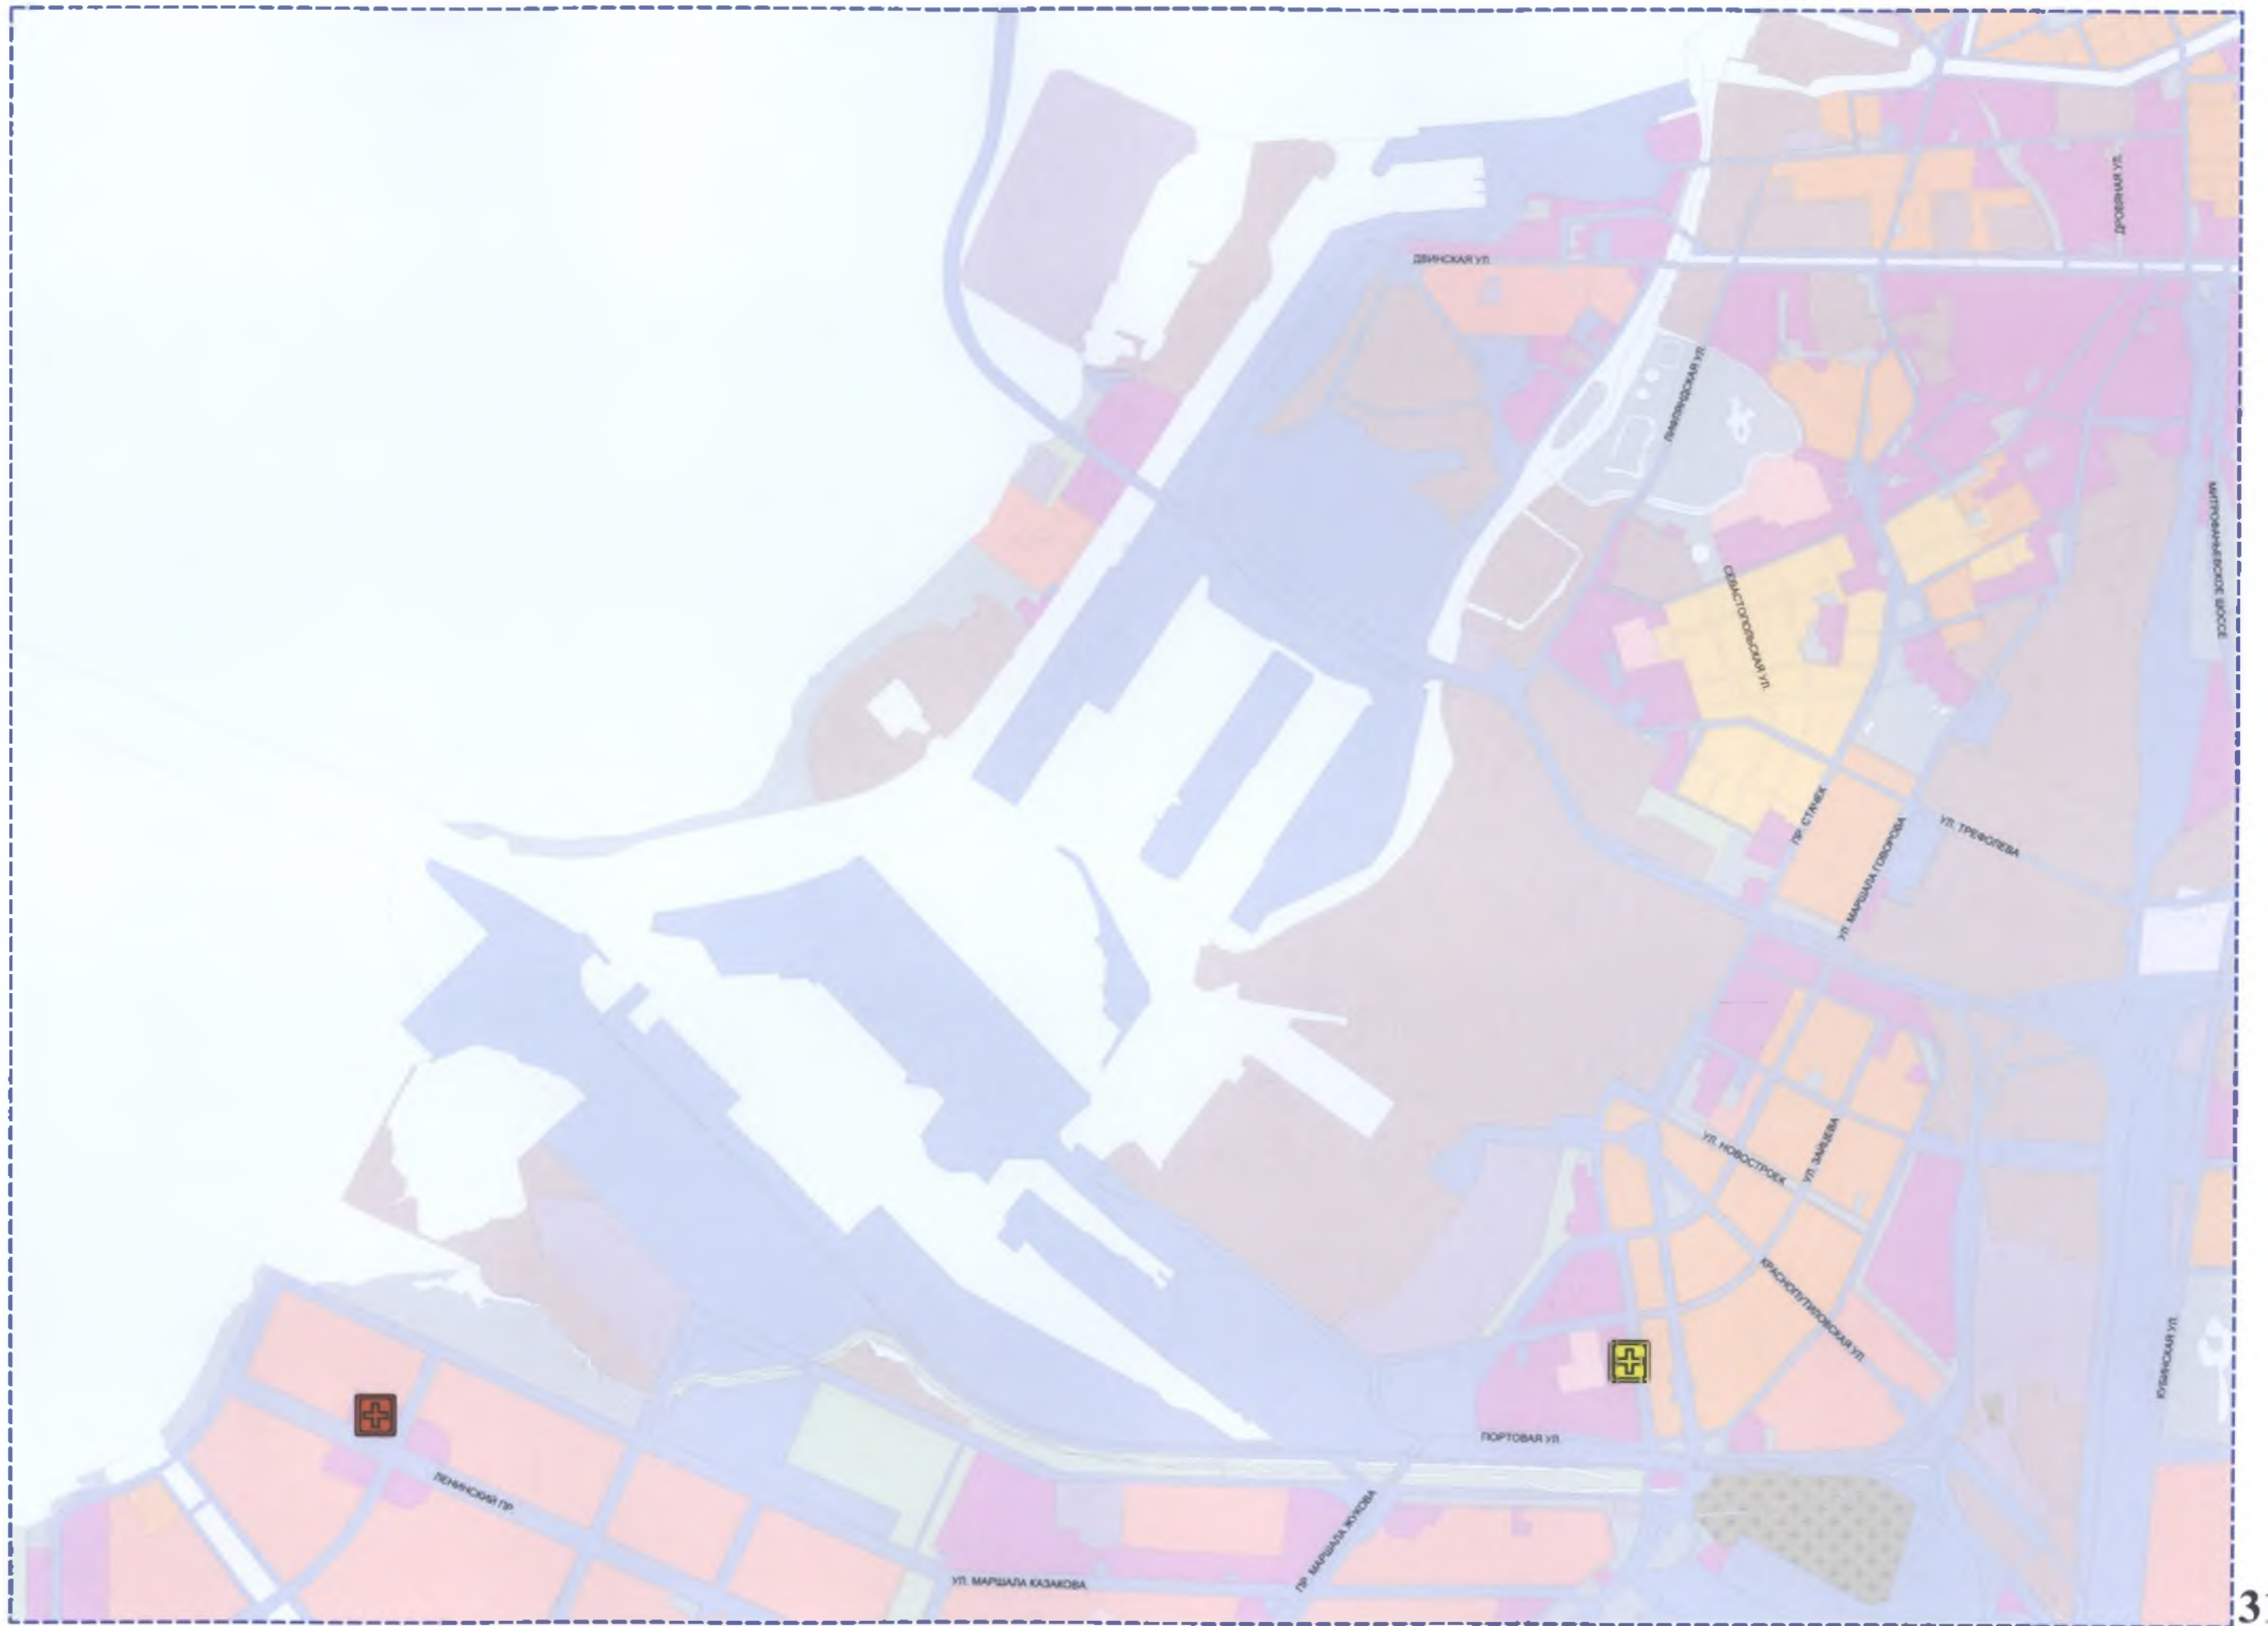 ДРОВЯНАЯ УЛ.
ДВИНСКАЯ УЛ.
ЛИФЛЯНДСКАЯ УЛ.
МИТРОФАНЬЕВСКОЕ ШОССЕ
СЕВАСТОПОЛЬСКАЯ УЛ.
ПР. СТАЧЕК
УЛ. ТРЕФОЛЕВА
УЛ. МАРШАЛА ГОВОРОВА
УЛ. НОВОСТРОЕК
УЛ. ЗАЙЦЕВА
КРАСНОПУТИЛОВСКАЯ УЛ.
КУБИНСКАЯ УЛ.
ПОРТОВАЯ УЛ.
ЛЕНИНСКИЙ ПР.
ПР. МАРШАЛА ЖУКОВА
УЛ. МАРШАЛА КАЗАКОВА